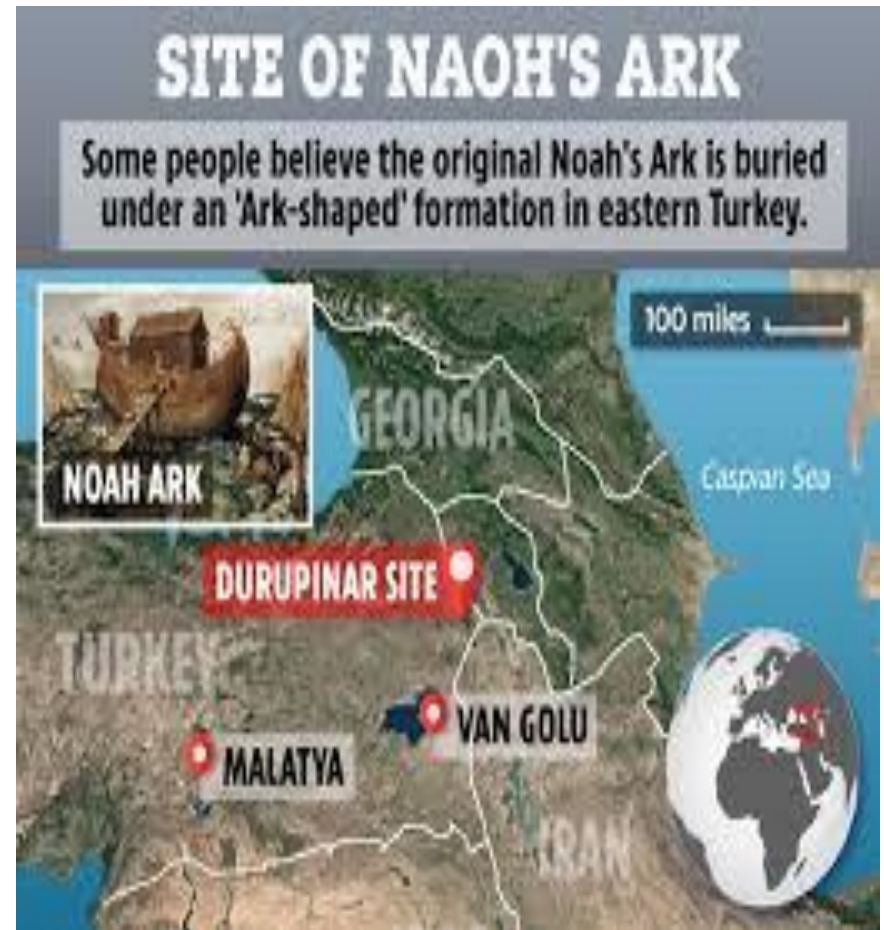 SITE OF NAOH'S ARK
Some people believe the original Noah's Ark is buried
under an 'Ark-shaped' formation in eastern Turkey.
100 miles
GEORGIA
NOAH ARK
Caspian Sea
DURUPINAR SITE
TURKEY
VAN GOLU
MALATYA
IRAN